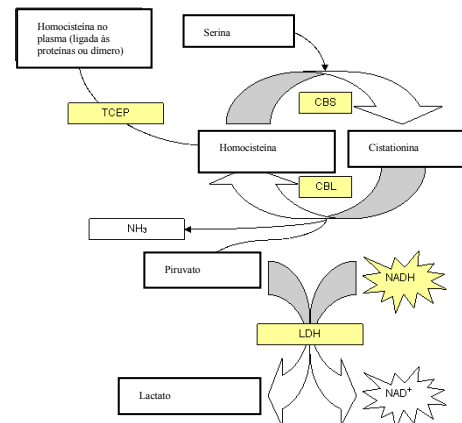 Homocisteína no
plasma (ligada às
proteínas ou dímero)
Serina
TCEP
CBS
Homocisteína
Cistationina
CBL
NH₃
Piruvato
NADH
LDH
Lactato
NAD⁺